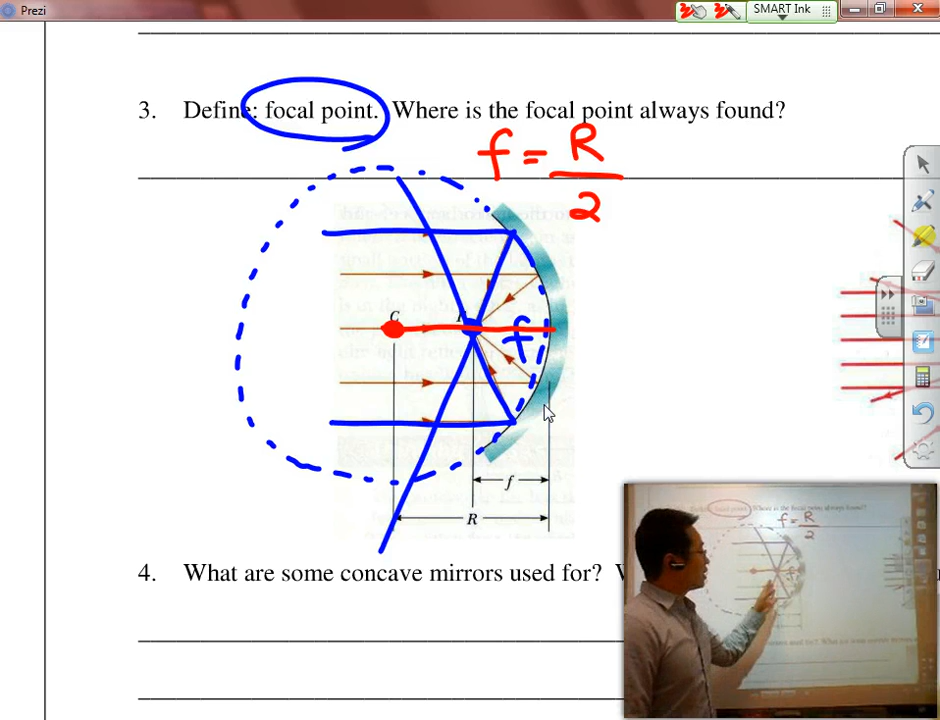 Prezi
SMART Ink
3. Define: focal point. Where is the focal point always found?
f = R
2
C
f
f
R
4. What are some concave mirrors used for?
f = R
2